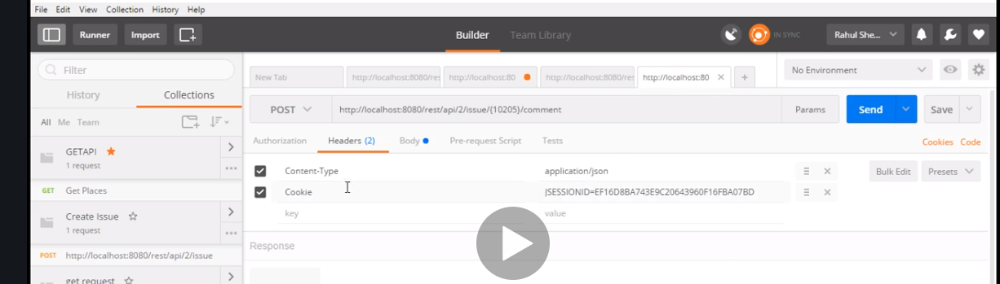 File Edit View Collection History Help
Runner Import Builder Team Library IN SYNC Rahul She...
Filter
History Collections
All Me Team
GETAPI
1 request
GET Get Places
Create Issue
1 request
POST http://localhost:8080/rest/api/2/issue
get request
New Tab http://localhost:8080/res http://localhost:80 http://localhost:8080/res http://localhost:80 × +
No Environment
POST http://localhost:8080/rest/api/2/issue/{10205}/comment Params Send Save
Authorization Headers (2) Body Pre-request Script Tests Cookies Code
Content-Type application/json Bulk Edit Presets
Cookie JSESSIONID=EF16D8BA743E9C20643960F16FBA07BD
key value
Response